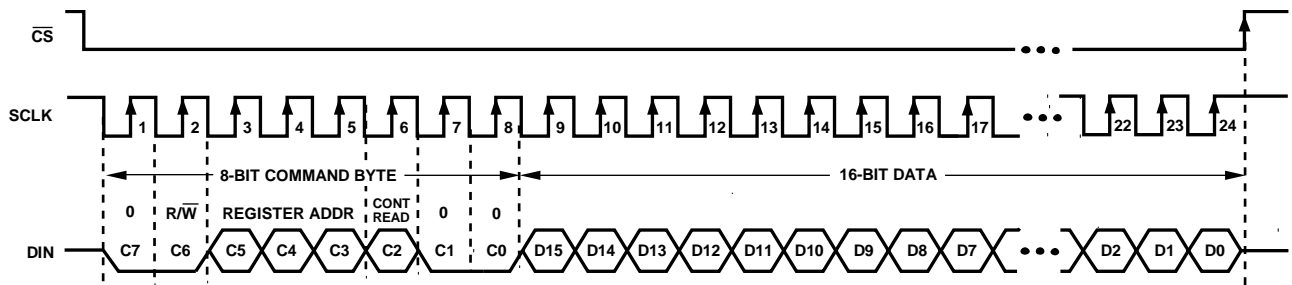 CS
SCLK
1 2 3 4 5 6 7 8 9 10 11 12 13 14 15 16 17 22 23 24
8-BIT COMMAND BYTE 16-BIT DATA
0 R/W REGISTER ADDR CONT READ 0 0
DIN C7 C6 C5 C4 C3 C2 C1 C0 D15 D14 D13 D12 D11 D10 D9 D8 D7 D2 D1 D0